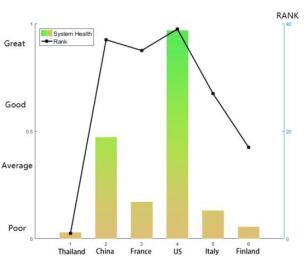 RANK
1
40
System Health
Rank
Great
Good
0.5
20
Average
Poor
0
0
1 2 3 4 5 6
Thailand China France US Italy Finland